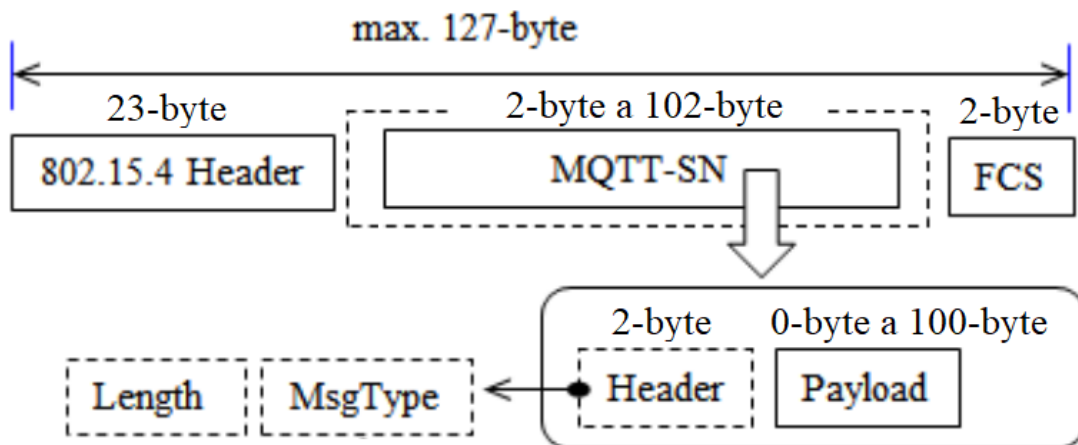 max. 127-byte
23-byte 2-byte a 102-byte 2-byte
802.15.4 Header MQTT-SN FCS
2-byte 0-byte a 100-byte
Length MsgType Header Payload